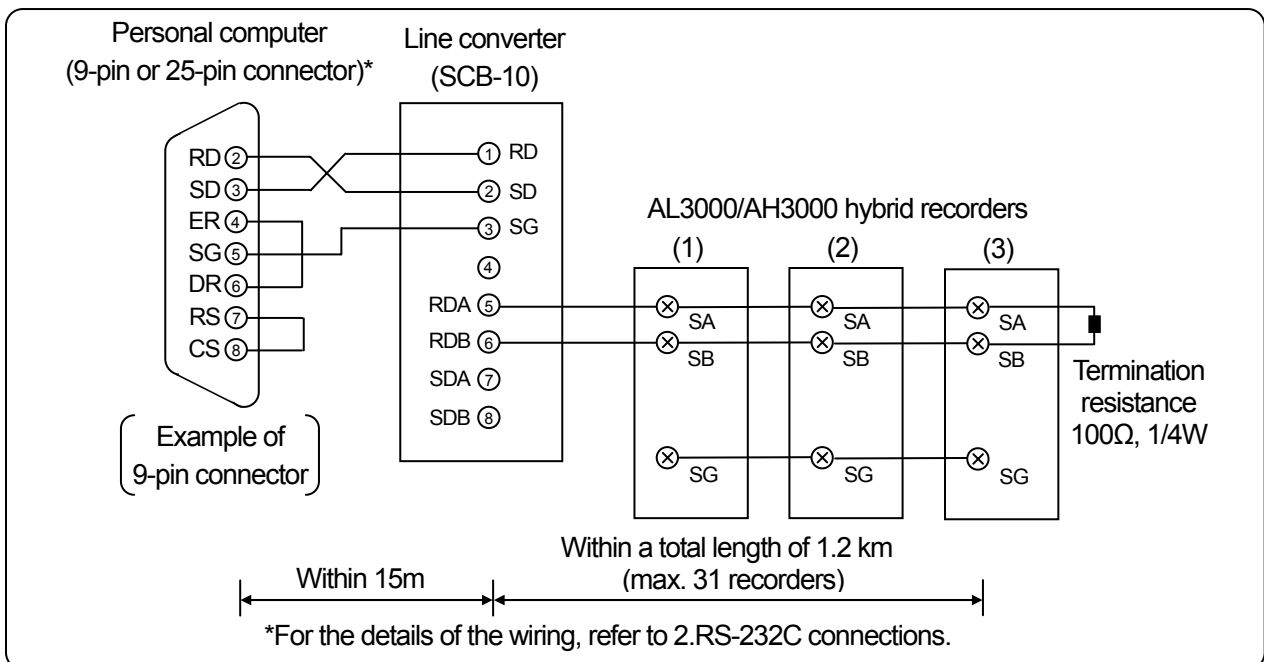 Personal computer
(9-pin or 25-pin connector)*
Line converter
(SCB-10)
RD ②
SD ③
ER ④
SG ⑤
DR ⑥
RS ⑦
CS ⑧
Example of
9-pin connector
① RD
② SD
③ SG
④
RDA ⑤
RDB ⑥
SDA ⑦
SDB ⑧
AL3000/AH3000 hybrid recorders
(1) (2) (3)
SA SA SA
SB SB SB
SG SG SG
Termination
resistance
100Ω, 1/4W
Within 15m
Within a total length of 1.2 km
(max. 31 recorders)
*For the details of the wiring, refer to 2.RS-232C connections.